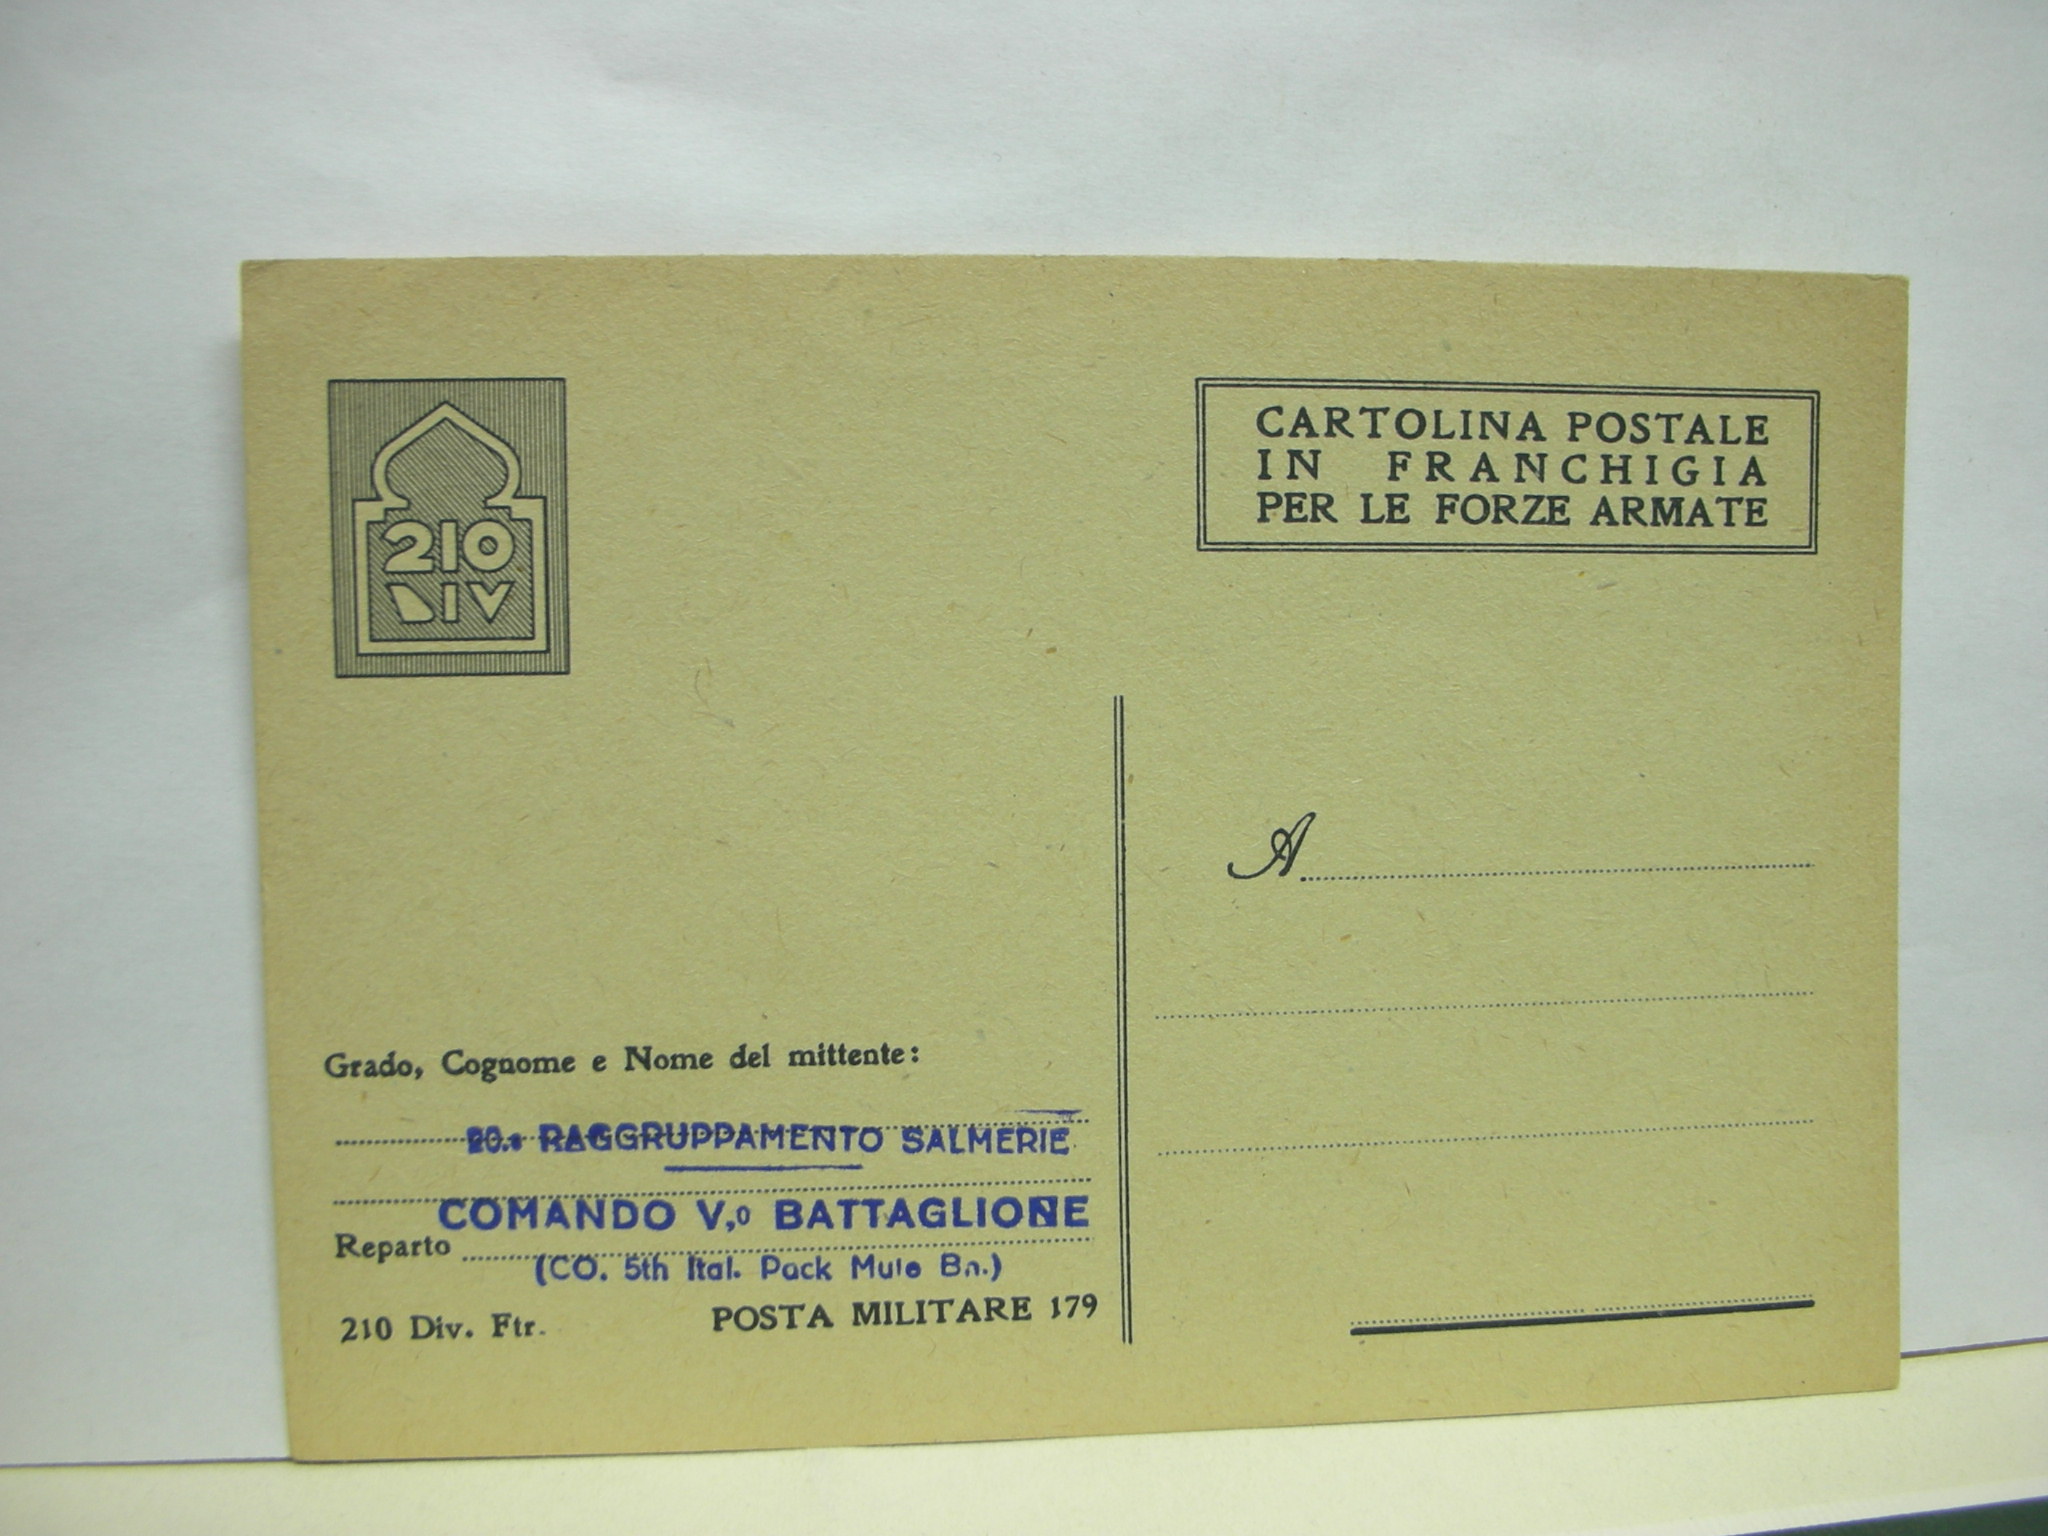 210
DIV
CARTOLINA POSTALE
IN FRANCHIGIA
PER LE FORZE ARMATE
A
Grado, Cognome e Nome del mittente:
RAGGRUPPAMENTO SALMERIE
COMANDO V,º BATTAGLIONE
Reparto
(CO. 5th Ital. Pack Mule Bn.)
210 Div. Ftr.
POSTA MILITARE 179